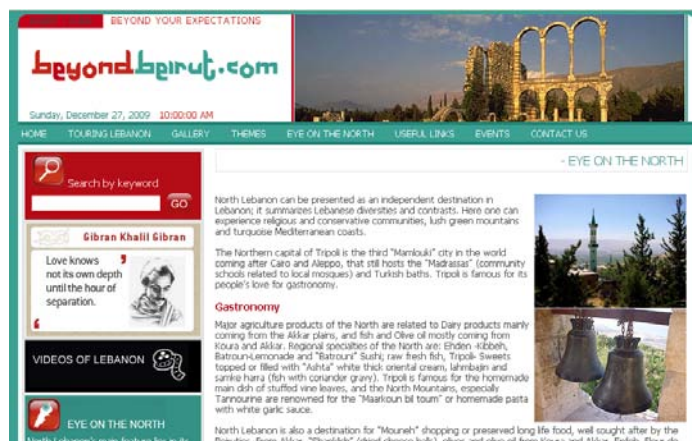 BEYOND YOUR EXPECTATIONS
beyondbeirut.com
Sunday, December 27, 2009 10:00:00 AM
HOME TOURING LEBANON GALLERY THEMES EYE ON THE NORTH USEFUL LINKS EVENTS CONTACT US
Search by keyword
GO
Gibran Khalil Gibran
Love knows
not its own depth
until the hour of
separation.
VIDEOS OF LEBANON
EYE ON THE NORTH
North Lebanon's main feature lies in its
- EYE ON THE NORTH
North Lebanon can be presented as an independent destination in
Lebanon; it summarizes Lebanese diversities and contrasts. Here one can
experience religious and conservative communities, lush green mountains
and turquoise Mediterranean coasts.
The Northern capital of Tripoli is the third "Mamlouki" city in the world
coming after Cairo and Aleppo, that still hosts the "Madrassas" (community
schools related to local mosques) and Turkish baths. Tripoli is famous for its
people's love for gastronomy.
Gastronomy
Major agriculture products of the North are related to Dairy products mainly
coming from the Akkar plains, and fish and Olive oil mostly coming from
Koura and Akkar. Regional specialties of the North are: Ehden -Kibbeh,
Batroun-Lemonade and "Batrouni" Sushi; raw fresh fish, Tripoli- Sweets
topped or filled with "Ashta" white thick oriental cream, lahmbajin and
samke harra (fish with coriander gravy). Tripoli is famous for the homemade
main dish of stuffed vine leaves, and the North Mountains, especially
Tannourine are renowned for the "Maarkoun bil toum" or homemade pasta
with white garlic sauce.
North Lebanon is also a destination for "Mouneh" shopping or preserved long life food, well sought after by the